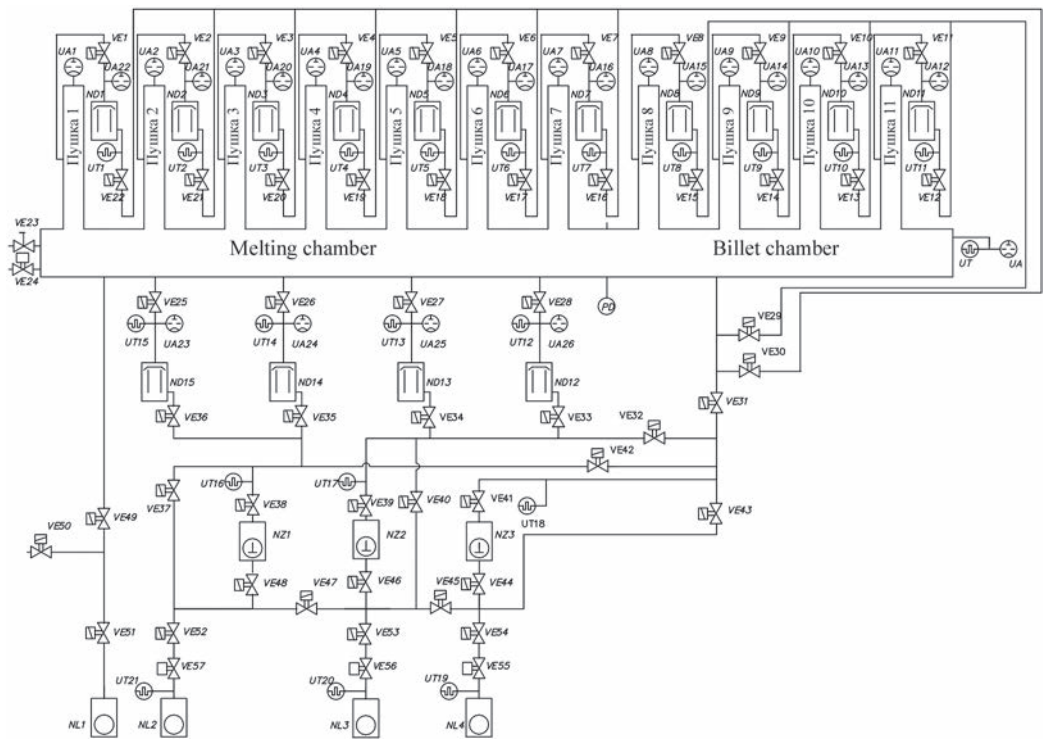 VE1 VE2 VE3 VE4 VE5 VE6 VE7 VE8 VE9 VE10 VE11
UA1 UA2 UA3 UA4 UA5 UA6 UA7 UA8 UA9 UA10 UA11
UA22 UA21 UA20 UA19 UA18 UA17 UA16 UA15 UA14 UA13 UA12
ND1 ND2 ND3 ND4 ND5 ND6 ND7 ND8 ND9 ND10 ND11
Пушка 1 Пушка 2 Пушка 3 Пушка 4 Пушка 5 Пушка 6 Пушка 7 Пушка 8 Пушка 9 Пушка 10 Пушка 11
UT1 UT2 UT3 UT4 UT5 UT6 UT7 UT8 UT9 UT10 UT11
VE22 VE21 VE20 VE19 VE18 VE17 VE16 VE15 VE14 VE13 VE12
VE23
Melting chamber Billet chamber
UT UA
VE24
VE25 VE26 VE27 VE28 PD VE29
UT15 UA23 UT14 UA24 UT13 UA25 UT12 UA26
VE30
ND15 ND14 ND13 ND12
VE31
VE36 VE35 VE34 VE33 VE32
VE42
UT16 UT17
VE37 VE38 VE39 VE40 VE41
UT18 VE43
VE49
VE50
NZ1 NZ2 NZ3
VE48 VE47 VE46 VE45 VE44
VE51 VE52 VE53 VE54
VE57 VE56 VE55
UT21 UT20 UT19
NL1 NL2 NL3 NL4